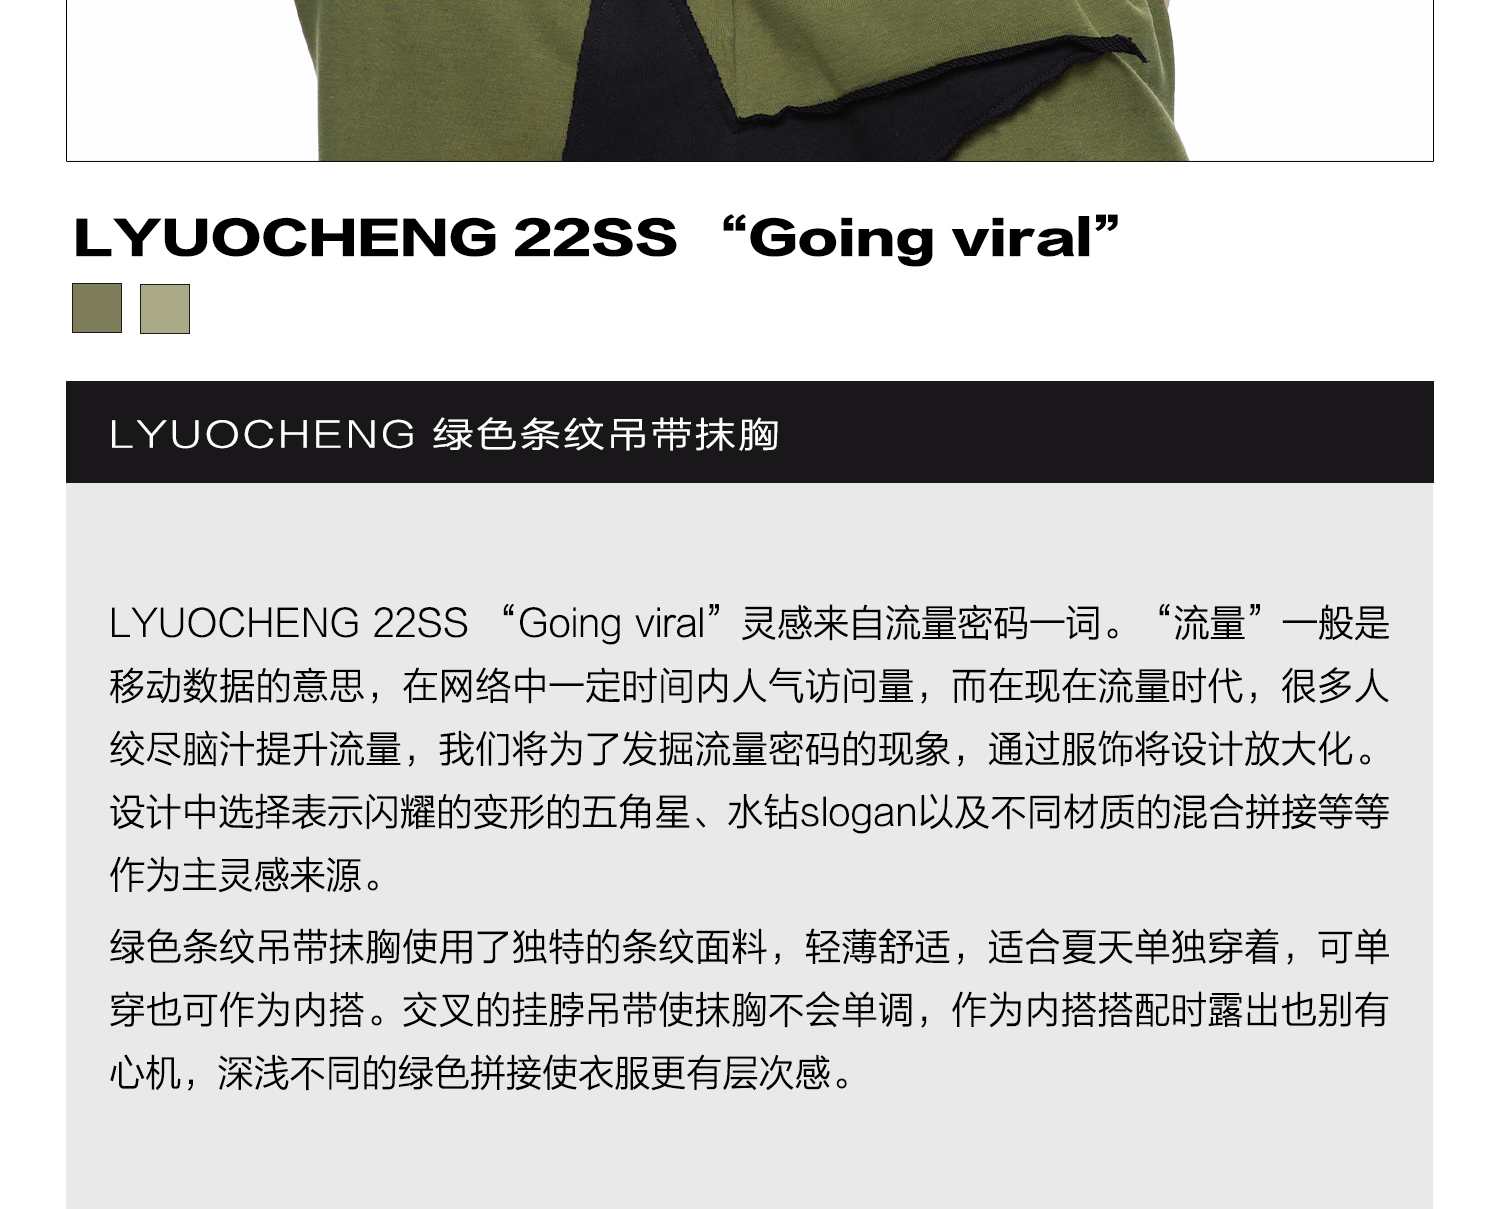 LYUOCHENG 22SS “Going viral”
LYUOCHENG 绿色条纹吊带抹胸
LYUOCHENG 22SS “Going viral”灵感来自流量密码一词。“流量”一般是
移动数据的意思，在网络中一定时间内人气访问量，而在现在流量时代，很多人
绞尽脑汁提升流量，我们将为了发掘流量密码的现象，通过服饰将设计放大化。
设计中选择表示闪耀的变形的五角星、水钻slogan以及不同材质的混合拼接等等
作为主灵感来源。
绿色条纹吊带抹胸使用了独特的条纹面料，轻薄舒适，适合夏天单独穿着，可单
穿也可作为内搭。交叉的挂脖吊带使抹胸不会单调，作为内搭搭配时露出也别有
心机，深浅不同的绿色拼接使衣服更有层次感。